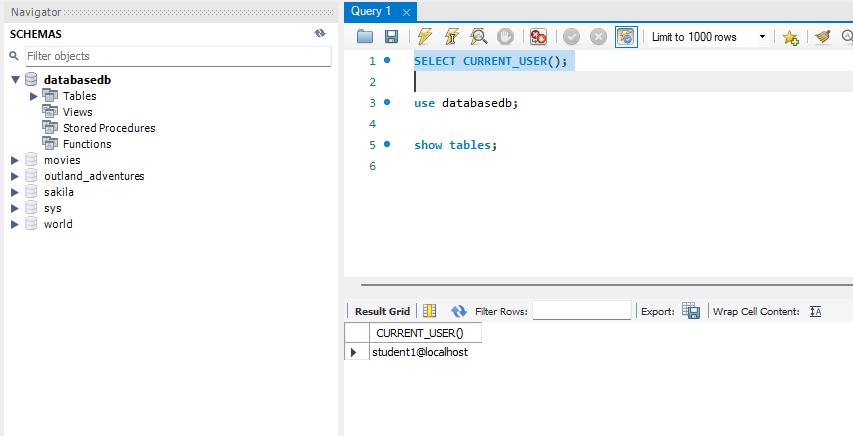 Navigator
SCHEMAS
Filter objects
databasedb
Tables
Views
Stored Procedures
Functions
movies
outland_adventures
sakila
sys
world
Query 1
Limit to 1000 rows
1 SELECT CURRENT_USER();
2
3 use databasedb;
4
5 show tables;
6
Result Grid Filter Rows: Export: Wrap Cell Content:
CURRENT_USER()
student1@localhost